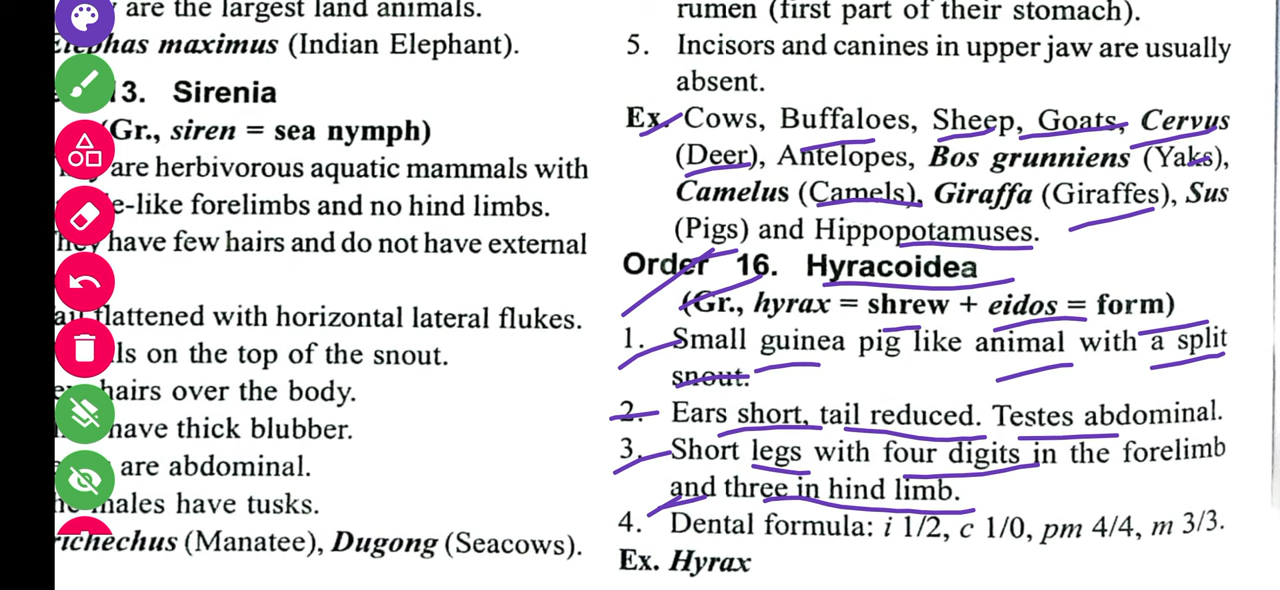 are the largest land animals.
Elephas maximus (Indian Elephant).
13. Sirenia
(Gr., siren = sea nymph)
are herbivorous aquatic mammals with
-like forelimbs and no hind limbs.
They have few hairs and do not have external
flattened with horizontal lateral flukes.
on the top of the snout.
hairs over the body.
have thick blubber.
are abdominal.
males have tusks.
richechus (Manatee), Dugong (Seacows).
rumen (first part of their stomach).
5. Incisors and canines in upper jaw are usually
absent.
Ex. Cows, Buffaloes, Sheep, Goats, Cervus
(Deer), Antelopes, Bos grunniens (Yaks),
Camelus (Camels), Giraffa (Giraffes), Sus
(Pigs) and Hippopotamuses.
Order 16. Hyracoidea
(Gr., hyrax = shrew + eidos = form)
1. Small guinea pig like animal with a split
snout.
2. Ears short, tail reduced. Testes abdominal.
3. Short legs with four digits in the forelimb
and three in hind limb.
4. Dental formula: i 1/2, c 1/0, pm 4/4, m 3/3.
Ex. Hyrax